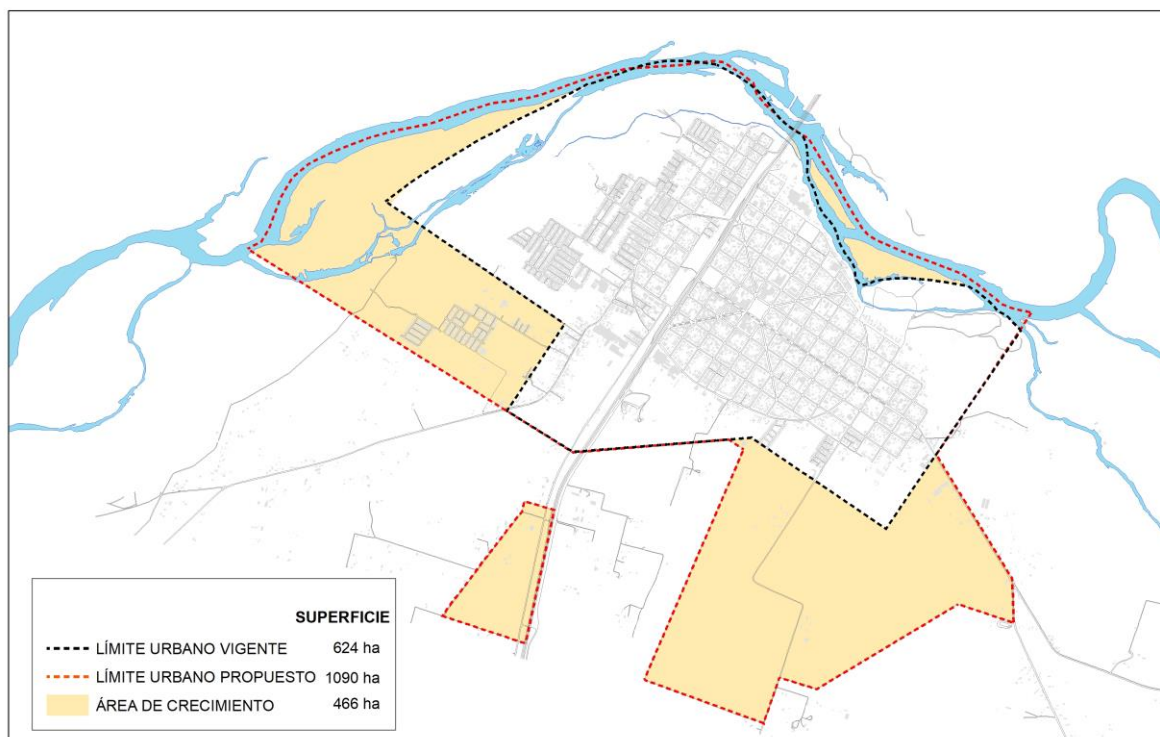 SUPERFICIE
LÍMITE URBANO VIGENTE 624 ha
LÍMITE URBANO PROPUESTO 1090 ha
ÁREA DE CRECIMIENTO 466 ha